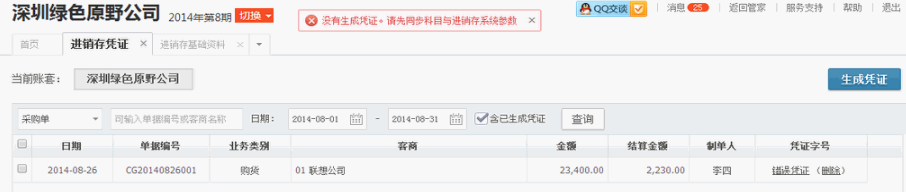 深圳绿色原野公司 2014年第8期 切换 没有生成凭证。请先同步科目与进销存系统参数 QQ交谈 消息 25 返回管家 服务支持 帮助 退出
首页 进销存凭证 进销存基础资料
当前账套： 深圳绿色原野公司 生成凭证
采购单 可输入单据编号或客商名称 日期： 2014-08-01 - 2014-08-31 含已生成凭证 查询
日期 单据编号 业务类别 客商 金额 结算金额 制单人 凭证字号
2014-08-26 CG20140826001 购货 01 联想公司 23,400.00 2,230.00 李四 错误凭证 （删除）